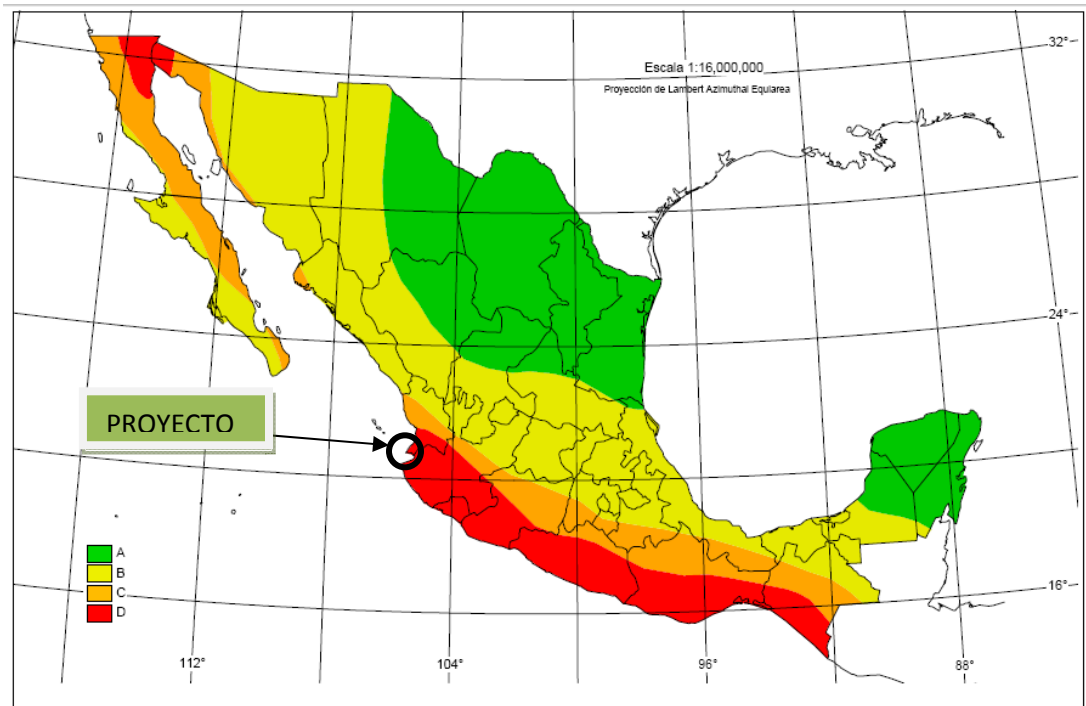 32°
Escala 1:16,000,000
Proyección de Lambert Azimuthal Equiarea
24°
PROYECTO
A
B
C
D
16°
112°
104°
96°
88°